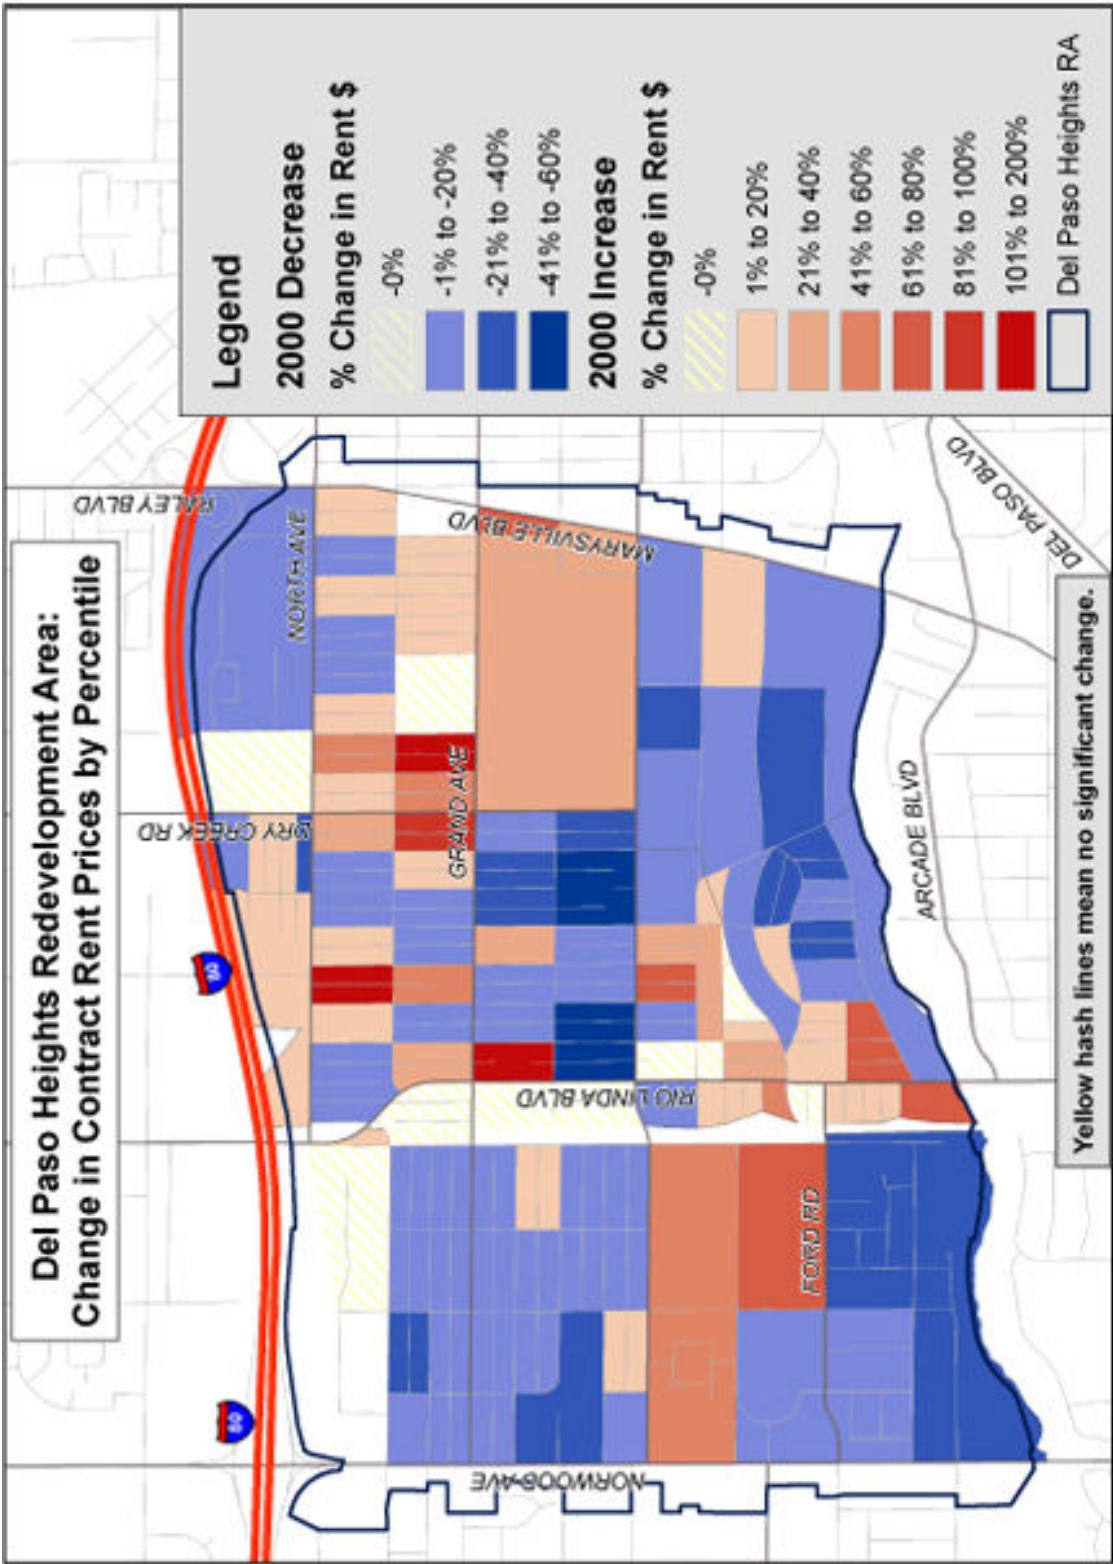 Del Paso Heights Redevelopment Area:
Change in Contract Rent Prices by Percentile
Legend
2000 Decrease
% Change in Rent $
-0%
-1% to -20%
-21% to -40%
-41% to -60%
2000 Increase
% Change in Rent $
-0%
1% to 20%
21% to 40%
41% to 60%
61% to 80%
81% to 100%
101% to 200%
Del Paso Heights RA
80
80
RALEY BLVD
NORTH AVE
DRY CREEK RD
MARYSVILLE BLVD
GRAND AVE
RIO LINDA BLVD
NORWOOD AVE
FORD RD
ARCADE BLVD
DEL PASO BLVD
Yellow hash lines mean no significant change.